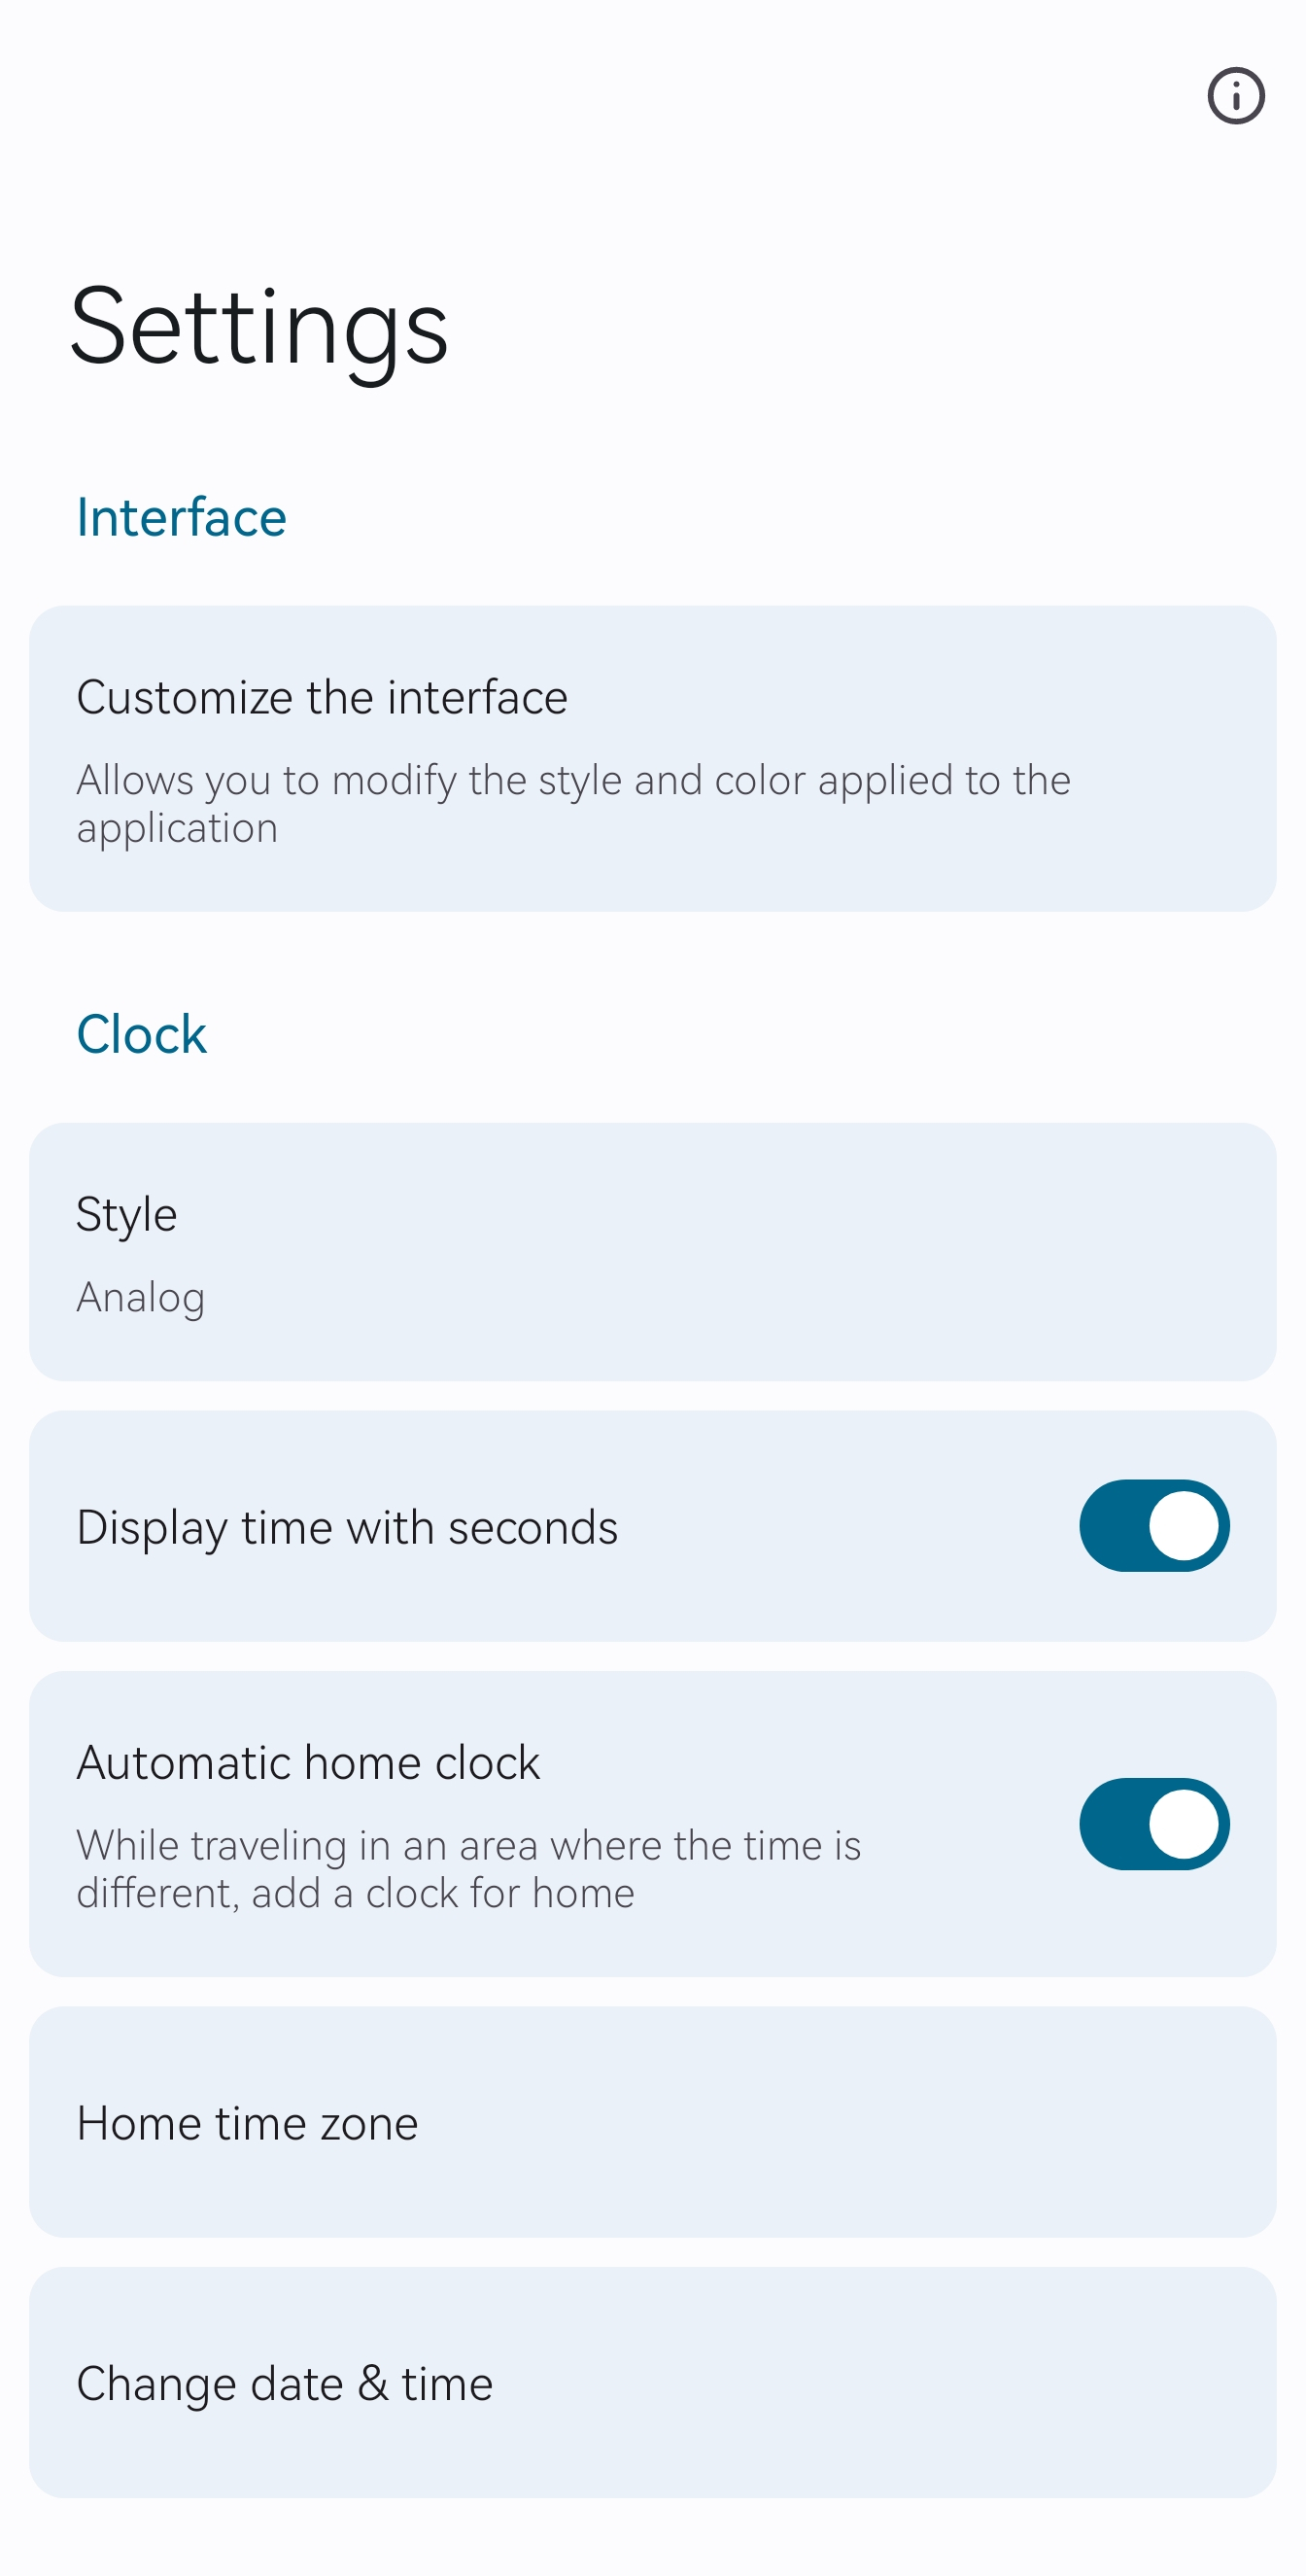 Settings
Interface
Customize the interface
Allows you to modify the style and color applied to the
application
Clock
Style
Analog
Display time with seconds
Automatic home clock
While traveling in an area where the time is
different, add a clock for home
Home time zone
Change date & time